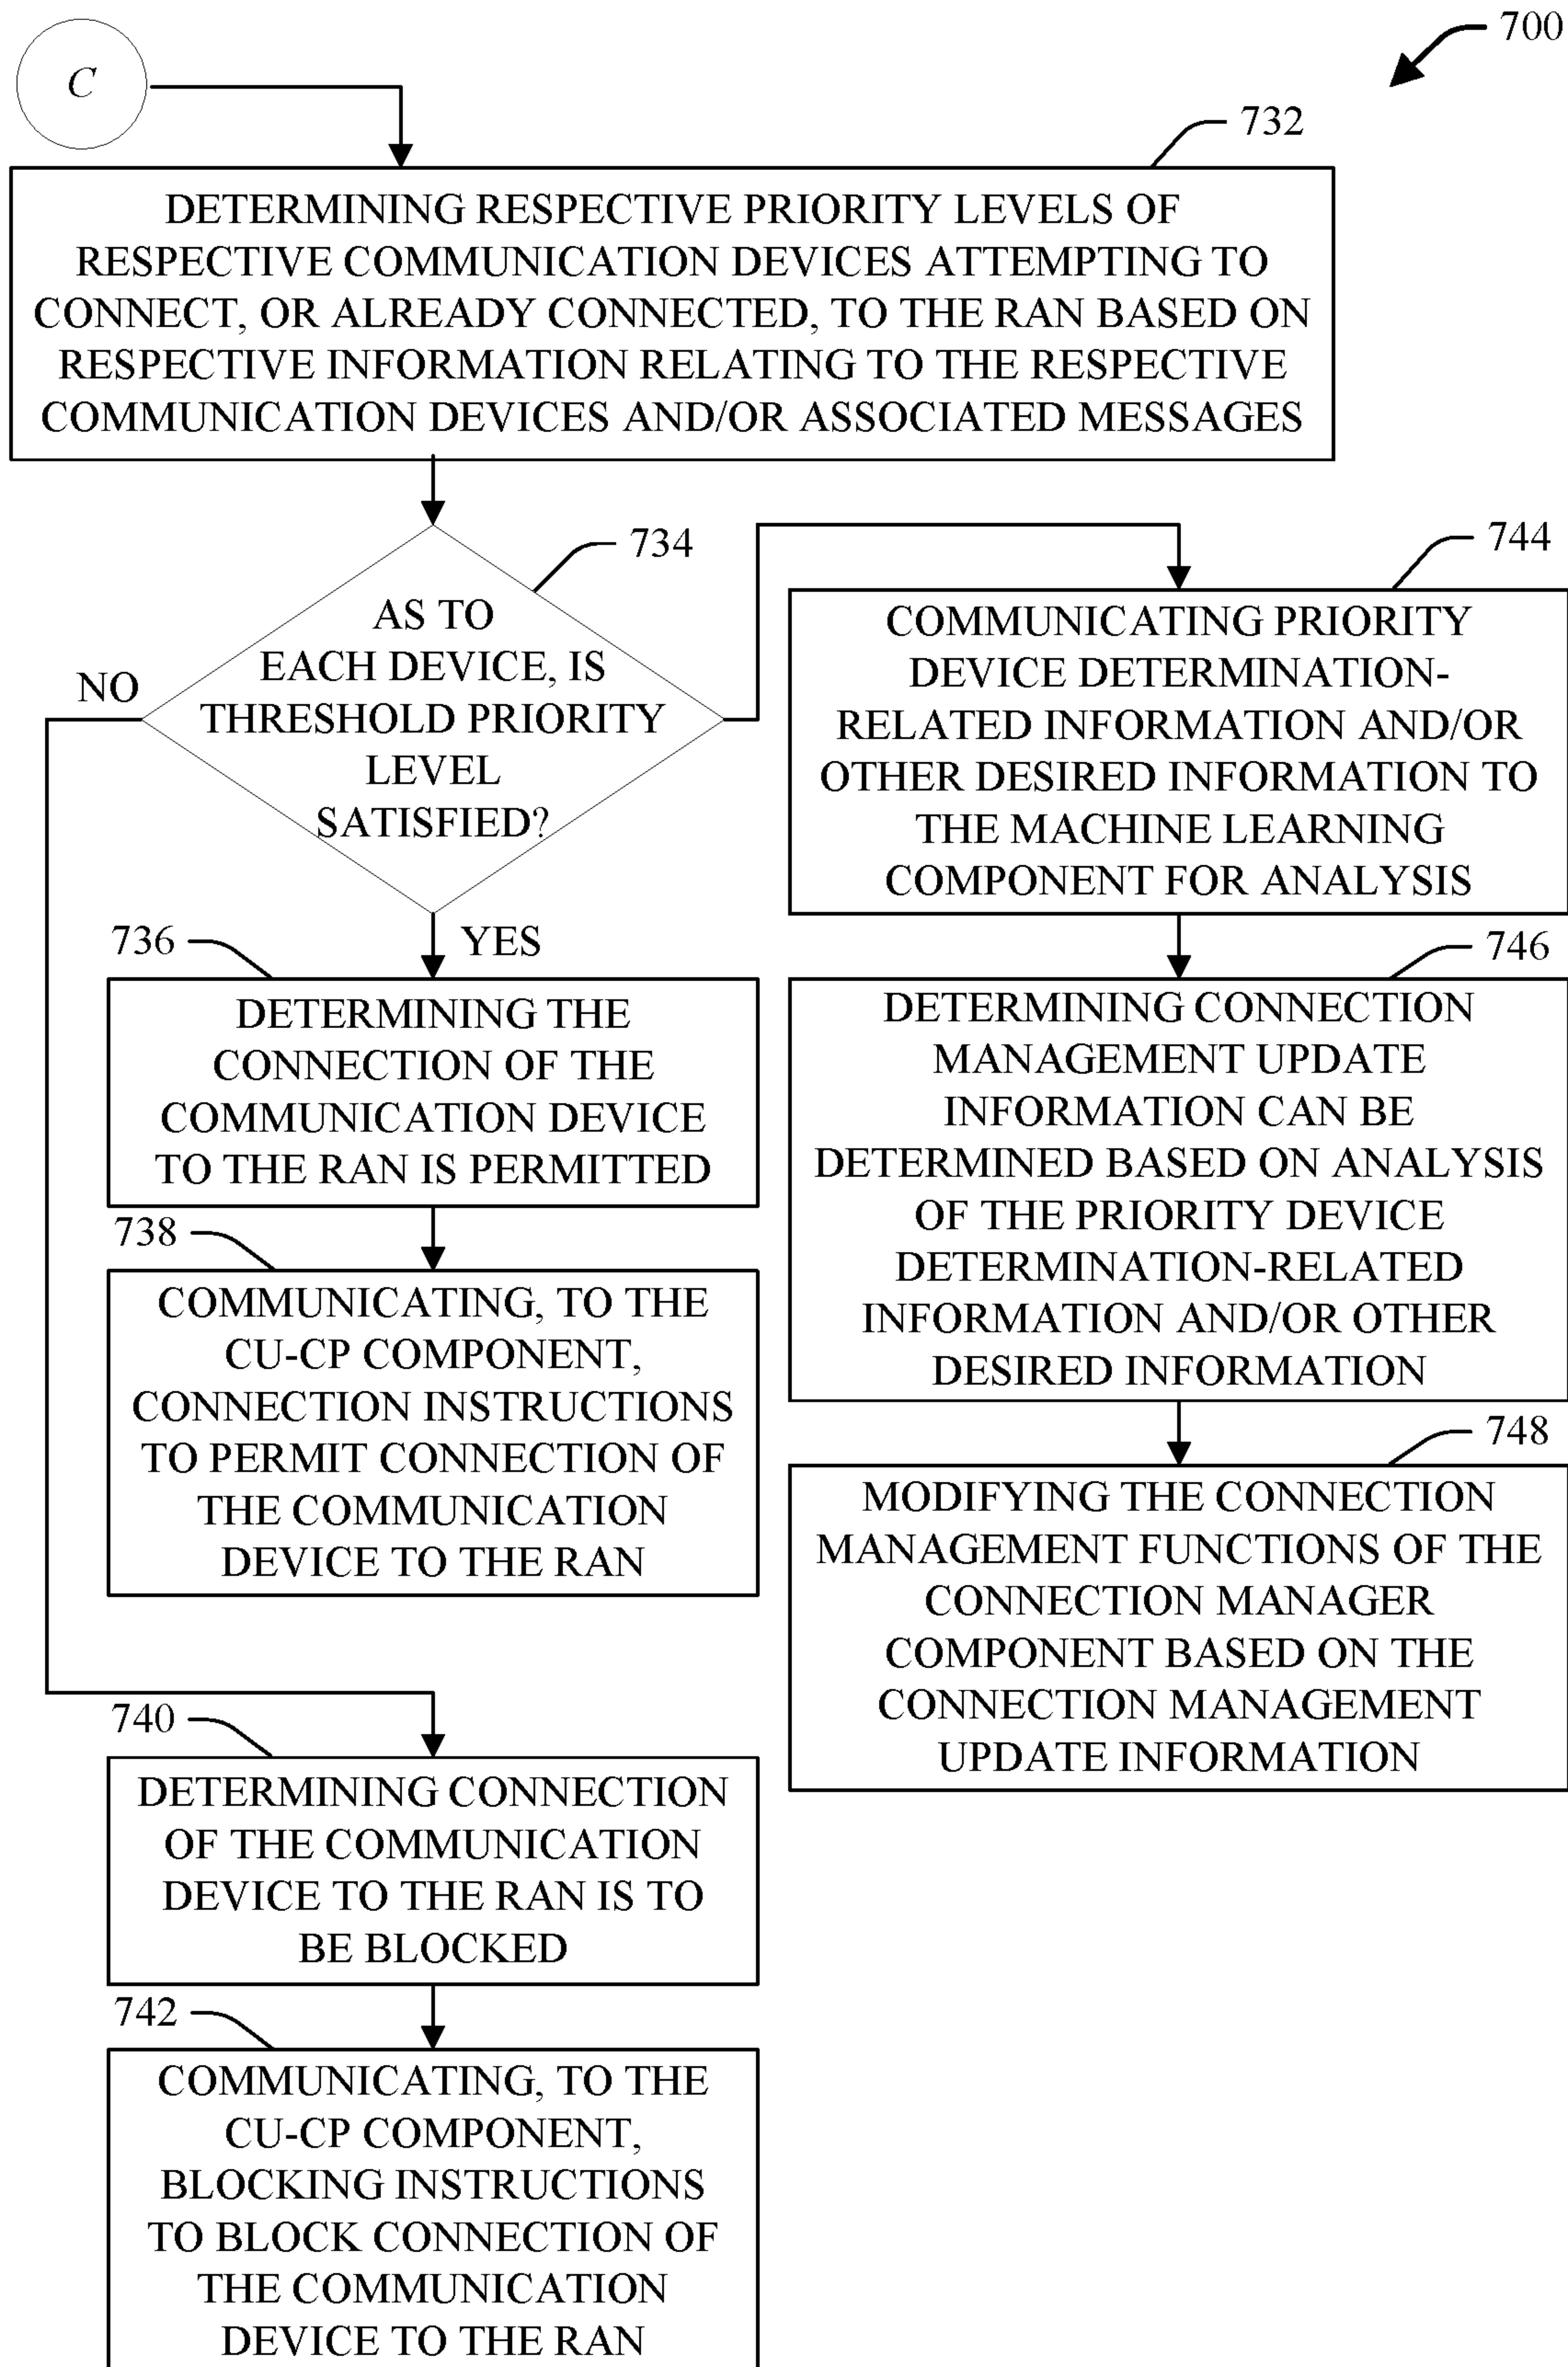 700
C
732
DETERMINING RESPECTIVE PRIORITY LEVELS OF
RESPECTIVE COMMUNICATION DEVICES ATTEMPTING TO
CONNECT, OR ALREADY CONNECTED, TO THE RAN BASED ON
RESPECTIVE INFORMATION RELATING TO THE RESPECTIVE
COMMUNICATION DEVICES AND/OR ASSOCIATED MESSAGES
734
AS TO
EACH DEVICE, IS
THRESHOLD PRIORITY
LEVEL
SATISFIED?
NO
YES
736
DETERMINING THE
CONNECTION OF THE
COMMUNICATION DEVICE
TO THE RAN IS PERMITTED
738
COMMUNICATING, TO THE
CU-CP COMPONENT,
CONNECTION INSTRUCTIONS
TO PERMIT CONNECTION OF
THE COMMUNICATION
DEVICE TO THE RAN
740
DETERMINING CONNECTION
OF THE COMMUNICATION
DEVICE TO THE RAN IS TO
BE BLOCKED
742
COMMUNICATING, TO THE
CU-CP COMPONENT,
BLOCKING INSTRUCTIONS
TO BLOCK CONNECTION OF
THE COMMUNICATION
DEVICE TO THE RAN
744
COMMUNICATING PRIORITY
DEVICE DETERMINATION-
RELATED INFORMATION AND/OR
OTHER DESIRED INFORMATION TO
THE MACHINE LEARNING
COMPONENT FOR ANALYSIS
746
DETERMINING CONNECTION
MANAGEMENT UPDATE
INFORMATION CAN BE
DETERMINED BASED ON ANALYSIS
OF THE PRIORITY DEVICE
DETERMINATION-RELATED
INFORMATION AND/OR OTHER
DESIRED INFORMATION
748
MODIFYING THE CONNECTION
MANAGEMENT FUNCTIONS OF THE
CONNECTION MANAGER
COMPONENT BASED ON THE
CONNECTION MANAGEMENT
UPDATE INFORMATION